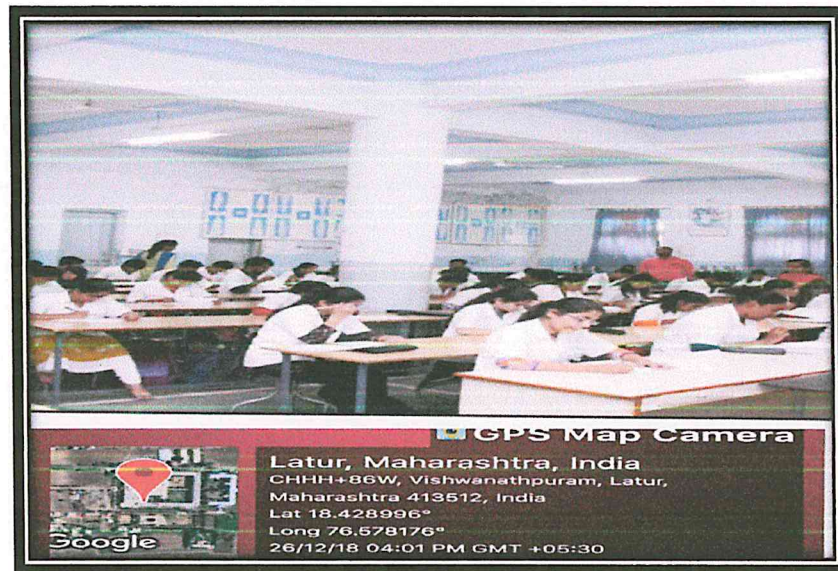 GPS Map Camera
Latur, Maharashtra, India
CHHH+86W, Vishwanathpuram, Latur,
Maharashtra 413512, India
Lat 18.428996°
Long 76.578176°
26/12/18 04:01 PM GMT +05:30
Google